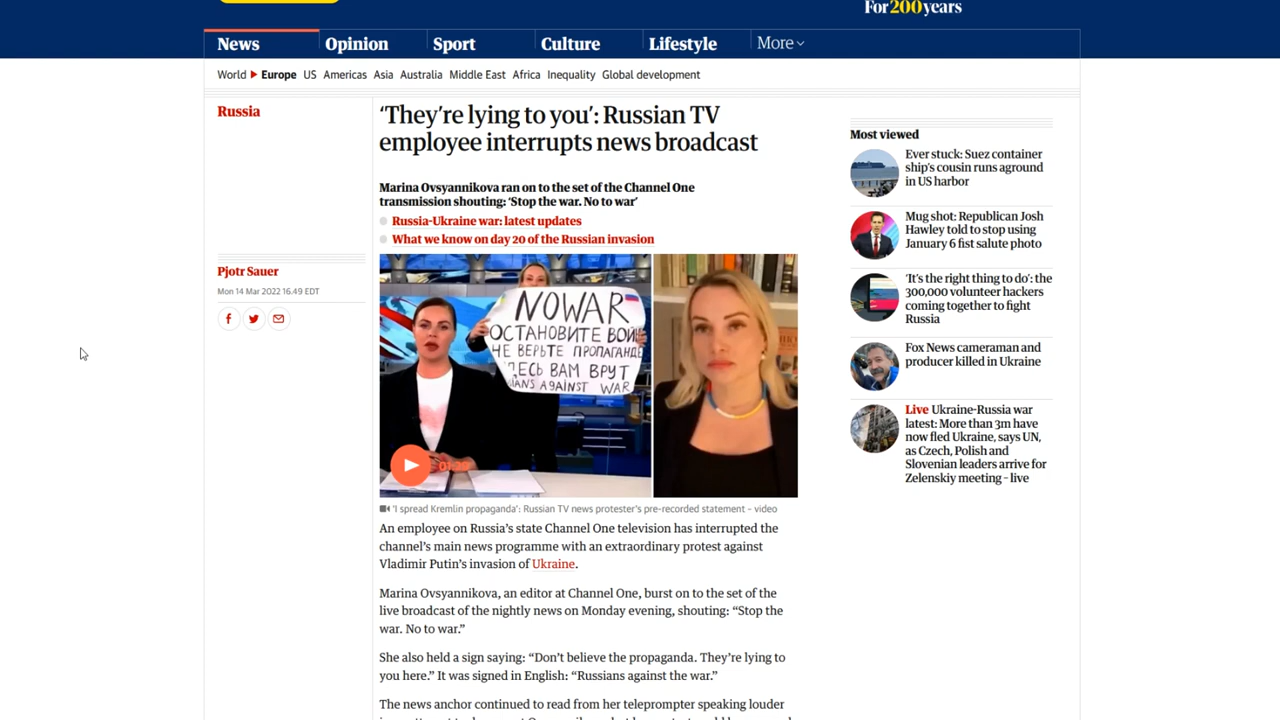 For200years
News
Opinion
Sport
Culture
Lifestyle
More
World
Europe
US
Americas
Asia
Australia
Middle East
Africa
Inequality
Global development
Russia
‘They’re lying to you’: Russian TV
employee interrupts news broadcast
Marina Ovsyannikova ran on to the set of the Channel One
transmission shouting: ‘Stop the war. No to war’
Russia-Ukraine war: latest updates
What we know on day 20 of the Russian invasion
Pjotr Sauer
Mon 14 Mar 2022 16.49 EDT
NO WAR
ОСТАНОВИТЕ ВОЙ
НЕ ВЕРЬТЕ ПРОПАГАНДЕ
ДЕСЬ ВАМ ВРУТ
IANS AGAINST WAR
'I spread Kremlin propaganda': Russian TV news protester's pre-recorded statement – video
An employee on Russia’s state Channel One television has interrupted the
channel’s main news programme with an extraordinary protest against
Vladimir Putin’s invasion of Ukraine.
Marina Ovsyannikova, an editor at Channel One, burst on to the set of the
live broadcast of the nightly news on Monday evening, shouting: “Stop the
war. No to war.”
She also held a sign saying: “Don’t believe the propaganda. They’re lying to
you here.” It was signed in English: “Russians against the war.”
The news anchor continued to read from her teleprompter speaking louder
Most viewed
Ever stuck: Suez container
ship’s cousin runs aground
in US harbor
Mug shot: Republican Josh
Hawley told to stop using
January 6 fist salute photo
‘It’s the right thing to do’: the
300,000 volunteer hackers
coming together to fight
Russia
Fox News cameraman and
producer killed in Ukraine
Live Ukraine-Russia war
latest: More than 3m have
now fled Ukraine, says UN,
as Czech, Polish and
Slovenian leaders arrive for
Zelenskiy meeting – live